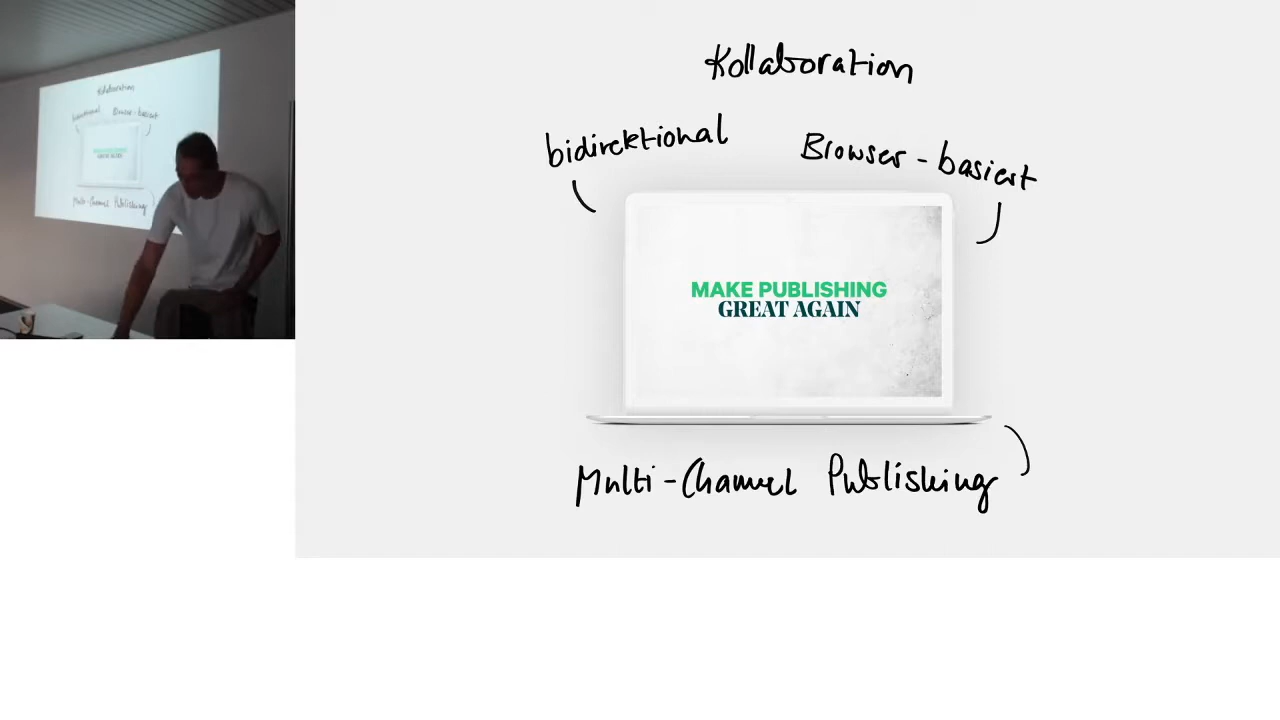 Kollaboration
bidirektional
Browser-basiert
MAKE PUBLISHING
GREAT AGAIN
Multi-Channel Publishing